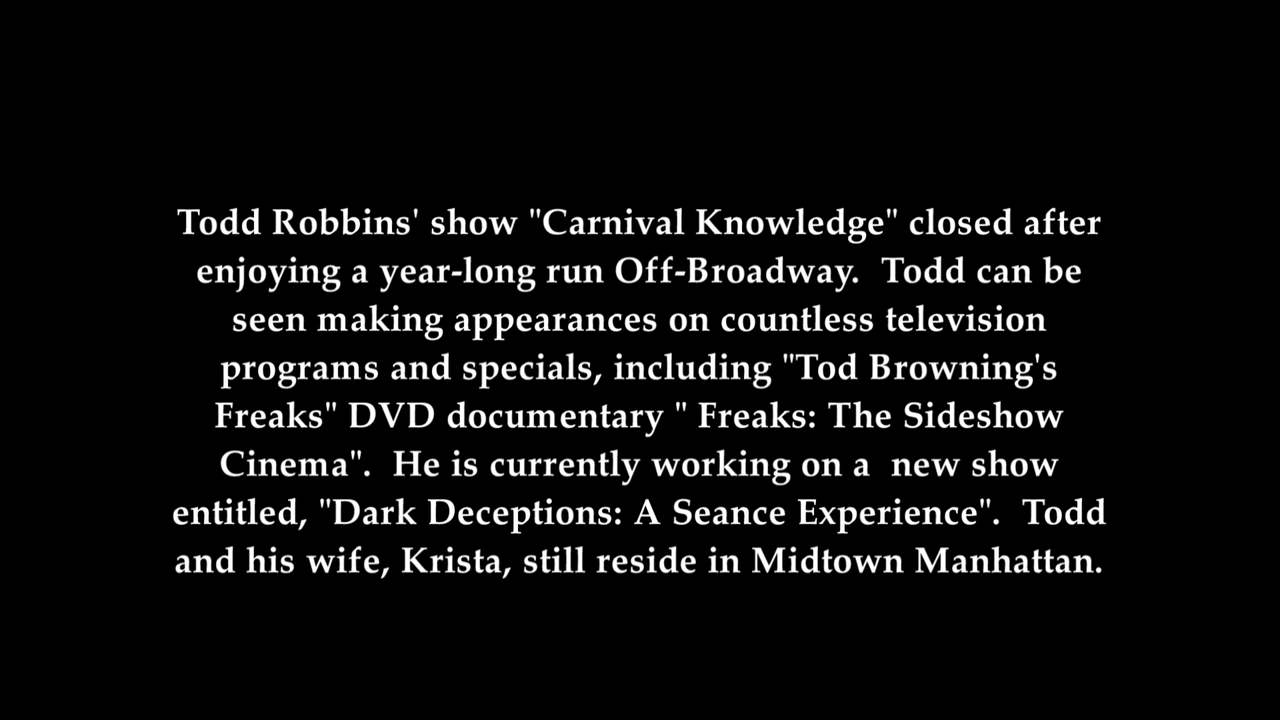 Todd Robbins' show "Carnival Knowledge" closed after
enjoying a year-long run Off-Broadway.  Todd can be
seen making appearances on countless television
programs and specials, including "Tod Browning's
Freaks" DVD documentary " Freaks: The Sideshow
Cinema".  He is currently working on a  new show
entitled, "Dark Deceptions: A Seance Experience".  Todd
and his wife, Krista, still reside in Midtown Manhattan.